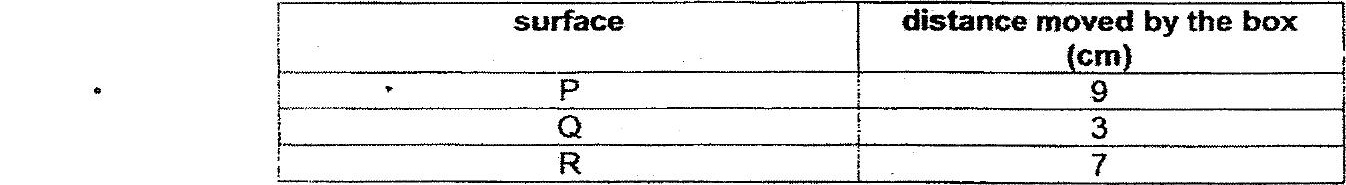 surface distance moved by the box
(cm)
P 9
Q 3
R 7